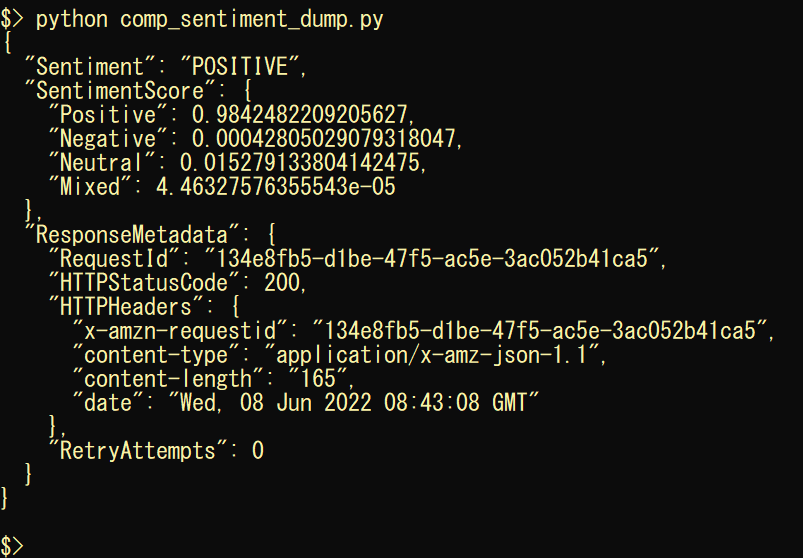 $> python comp_sentiment_dump.py
{
  "Sentiment": "POSITIVE",
  "SentimentScore": {
    "Positive": 0.9842482209205627,
    "Negative": 0.00042805029079318047,
    "Neutral": 0.015279133804142475,
    "Mixed": 4.46327576355543e-05
  },
  "ResponseMetadata": {
    "RequestId": "134e8fb5-d1be-47f5-ac5e-3ac052b41ca5",
    "HTTPStatusCode": 200,
    "HTTPHeaders": {
      "x-amzn-requestid": "134e8fb5-d1be-47f5-ac5e-3ac052b41ca5",
      "content-type": "application/x-amz-json-1.1",
      "content-length": "165",
      "date": "Wed, 08 Jun 2022 08:43:08 GMT"
    },
    "RetryAttempts": 0
  }
}
$>